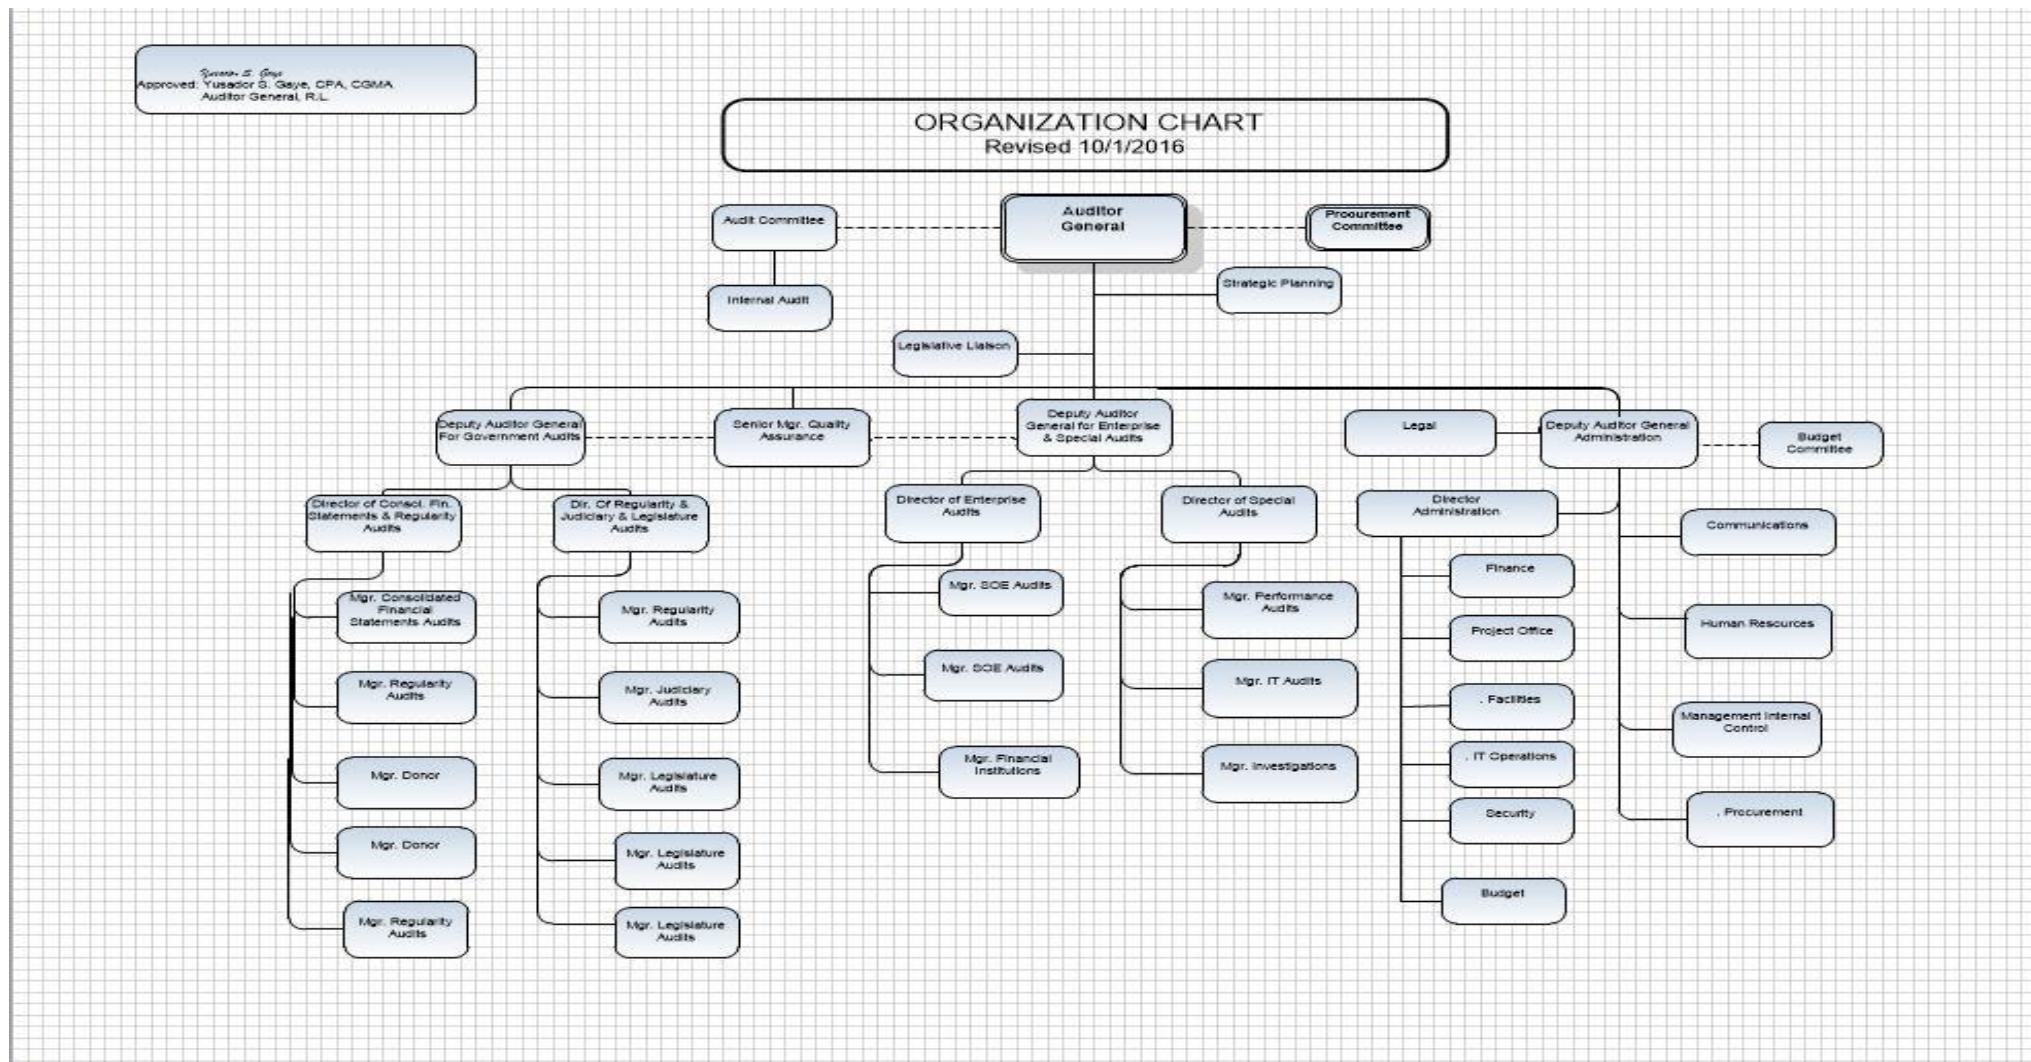 Yusador S. Gaye
Approved: Yusador S. Gaye, CPA, CGMA
Auditor General, R.L.
ORGANIZATION CHART
Revised 10/1/2016
Audit Committee
Auditor
General
Procurement
Committee
Internal Audit
Strategic Planning
Legislative Liaison
Deputy Auditor General
For Government Audits
Senior Mgr. Quality
Assurance
Deputy Auditor
General for Enterprise
& Special Audits
Legal
Deputy Auditor General
Administration
Budget
Committee
Director of Consol. Fin.
Statements & Regularity
Audits
Dir. Of Regularity &
Judiciary & Legislature
Audits
Director of Enterprise
Audits
Director of Special
Audits
Director
Administration
Communications
Mgr. Consolidated
Financial
Statements Audits
Mgr. Regularity
Audits
Mgr. Donor
Mgr. Donor
Mgr. Regularity
Audits
Mgr. Regularity
Audits
Mgr. Judiciary
Audits
Mgr. Legislature
Audits
Mgr. Legislature
Audits
Mgr. Legislature
Audits
Mgr. SOE Audits
Mgr. SOE Audits
Mgr. Financial
Institutions
Mgr. Performance
Audits
Mgr. IT Audits
Mgr. Investigations
Finance
Project Office
. Facilities
. IT Operations
Security
Budget
Human Resources
Management Internal
Control
. Procurement